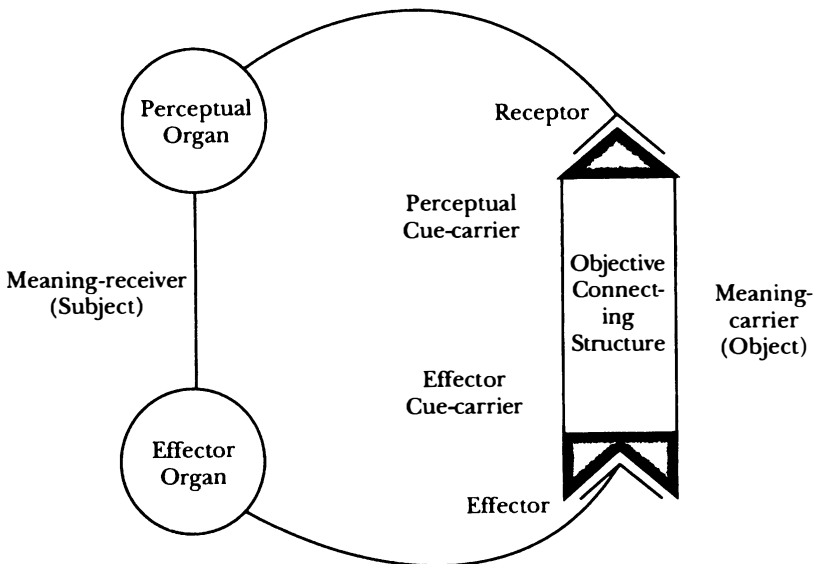 Perceptual
Organ
Receptor
Perceptual
Cue-carrier
Meaning-receiver
(Subject)
Objective
Connect-
ing
Structure
Meaning-
carrier
(Object)
Effector
Cue-carrier
Effector
Organ
Effector